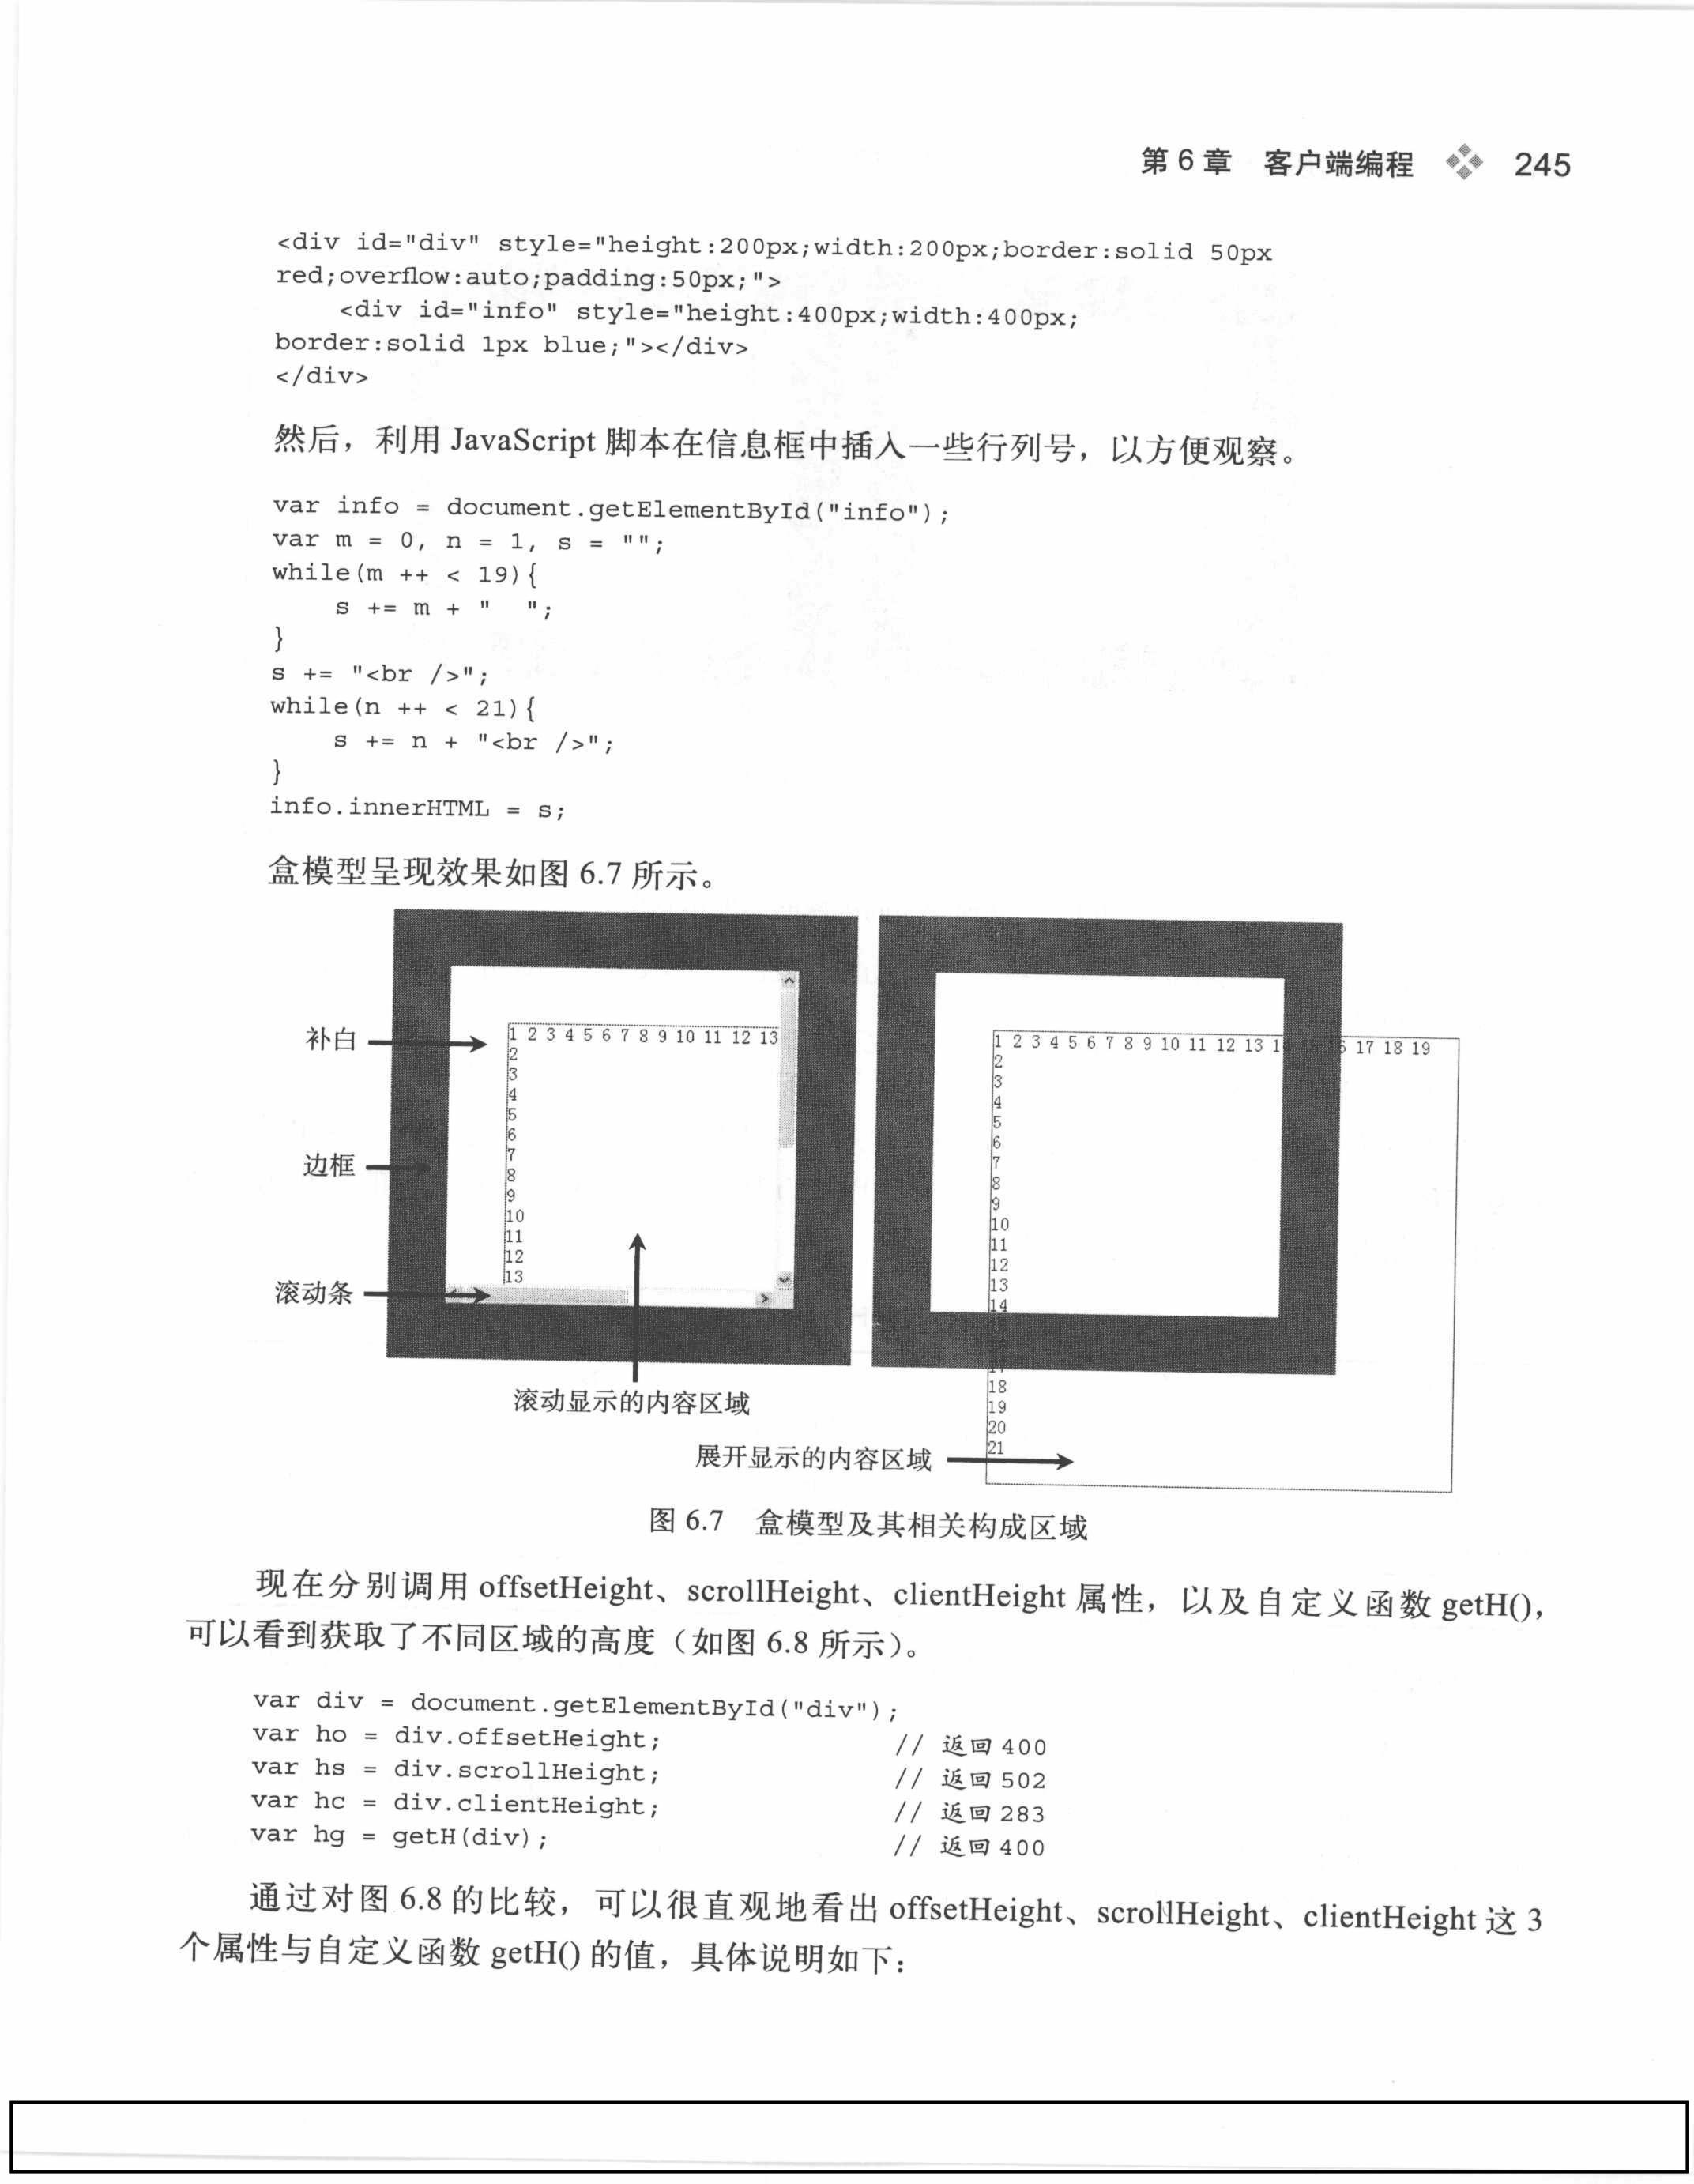 第 6 章 客户端编程 245
<div id="div" style="height:200px;width:200px;border:solid 50px
red;overflow:auto;padding:50px;">
    <div id="info" style="height:400px;width:400px;
border:solid 1px blue;"></div>
</div>
然后，利用 JavaScript 脚本在信息框中插入一些行列号，以方便观察。
var info = document.getElementById("info");
var m = 0, n = 1, s = "";
while(m ++ < 19){
    s += m + "  ";
}
s += "<br />";
while(n ++ < 21){
    s += n + "<br />";
}
info.innerHTML = s;
盒模型呈现效果如图 6.7 所示。
补白
边框
滚动条
1 2 3 4 5 6 7 8 9 10 11 12 13
2
3
4
5
6
7
8
9
10
11
12
13
滚动显示的内容区域
1 2 3 4 5 6 7 8 9 10 11 12 13 14 15 16 17 18 19
2
3
4
5
6
7
8
9
10
11
12
13
14
17
18
19
20
21
展开显示的内容区域
图 6.7 盒模型及其相关构成区域
现在分别调用 offsetHeight、scrollHeight、clientHeight 属性，以及自定义函数 getH()，
可以看到获取了不同区域的高度（如图 6.8 所示）。
var div = document.getElementById("div");
var ho = div.offsetHeight; // 返回 400
var hs = div.scrollHeight; // 返回 502
var hc = div.clientHeight; // 返回 283
var hg = getH(div); // 返回 400
通过对图 6.8 的比较，可以很直观地看出 offsetHeight、scrollHeight、clientHeight 这 3
个属性与自定义函数 getH() 的值，具体说明如下：